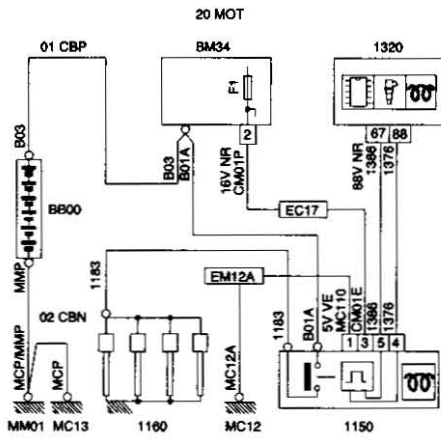 20 MOT
01 CBP
BM34
1320
F1
B03
B03
B01A
2
16V NR
CM01P
67 88
88V NR
1386
1376
BB00
EC17
MMP
1183
EM12A
02 CBN
1183
B01A
5V VE
MC110
CM01E
1386
1376
1 3 5 4
MCP/MMP
MCP
MC12A
MM01 MC13 1160 MC12 1150